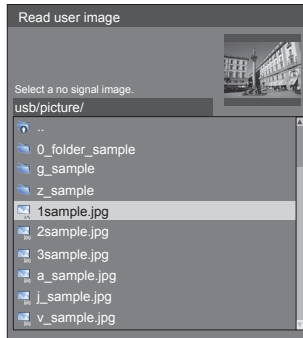 Read user image
Select a no signal image.
usb/picture/
..
0_folder_sample
g_sample
z_sample
1sample.jpg
2sample.jpg
3sample.jpg
a_sample.jpg
j_sample.jpg
v_sample.jpg